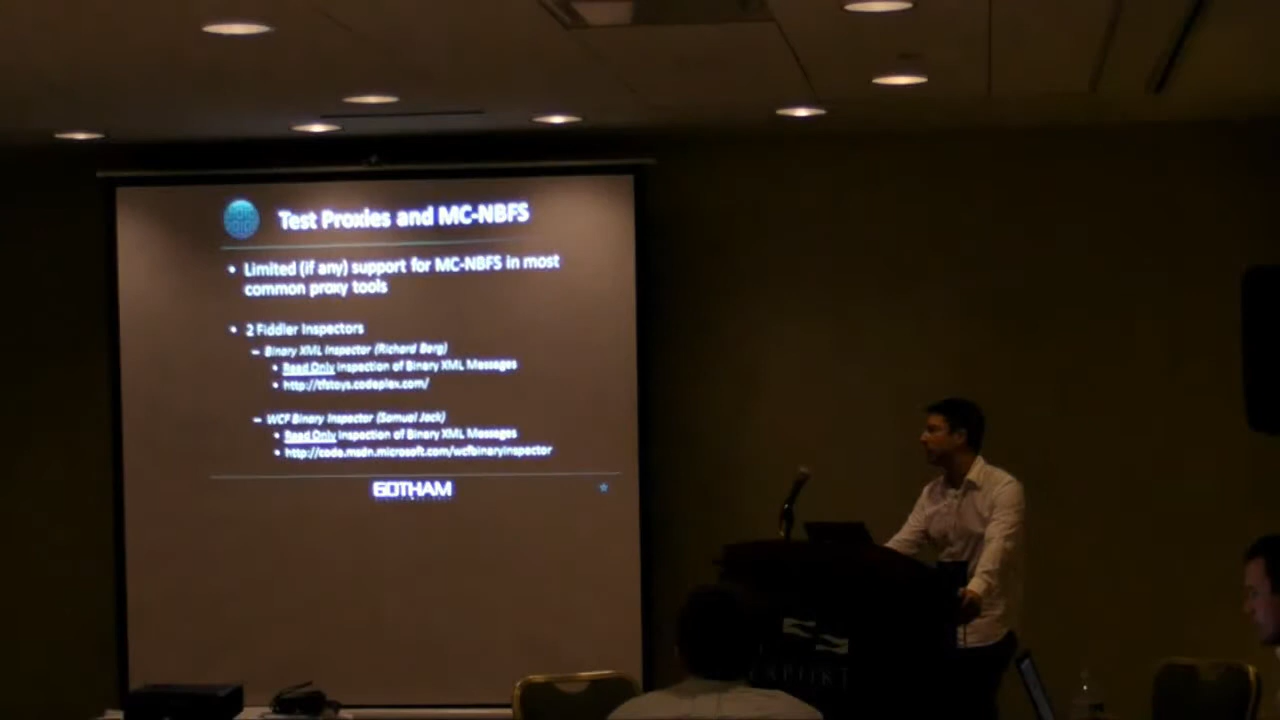 Test Proxies and MC-NBFS
• Limited (if any) support for MC-NBFS in most
common proxy tools
• 2 Fiddler Inspectors
– Binary XML Inspector (Richard Berg)
• Read Only Inspection of Binary XML Messages
• http://tfstoys.codeplex.com/
– WCF Binary Inspector (Samuel Jack)
• Read Only Inspection of Binary XML Messages
• http://code.msdn.microsoft.com/wcfbinaryinspector
GOTHAM